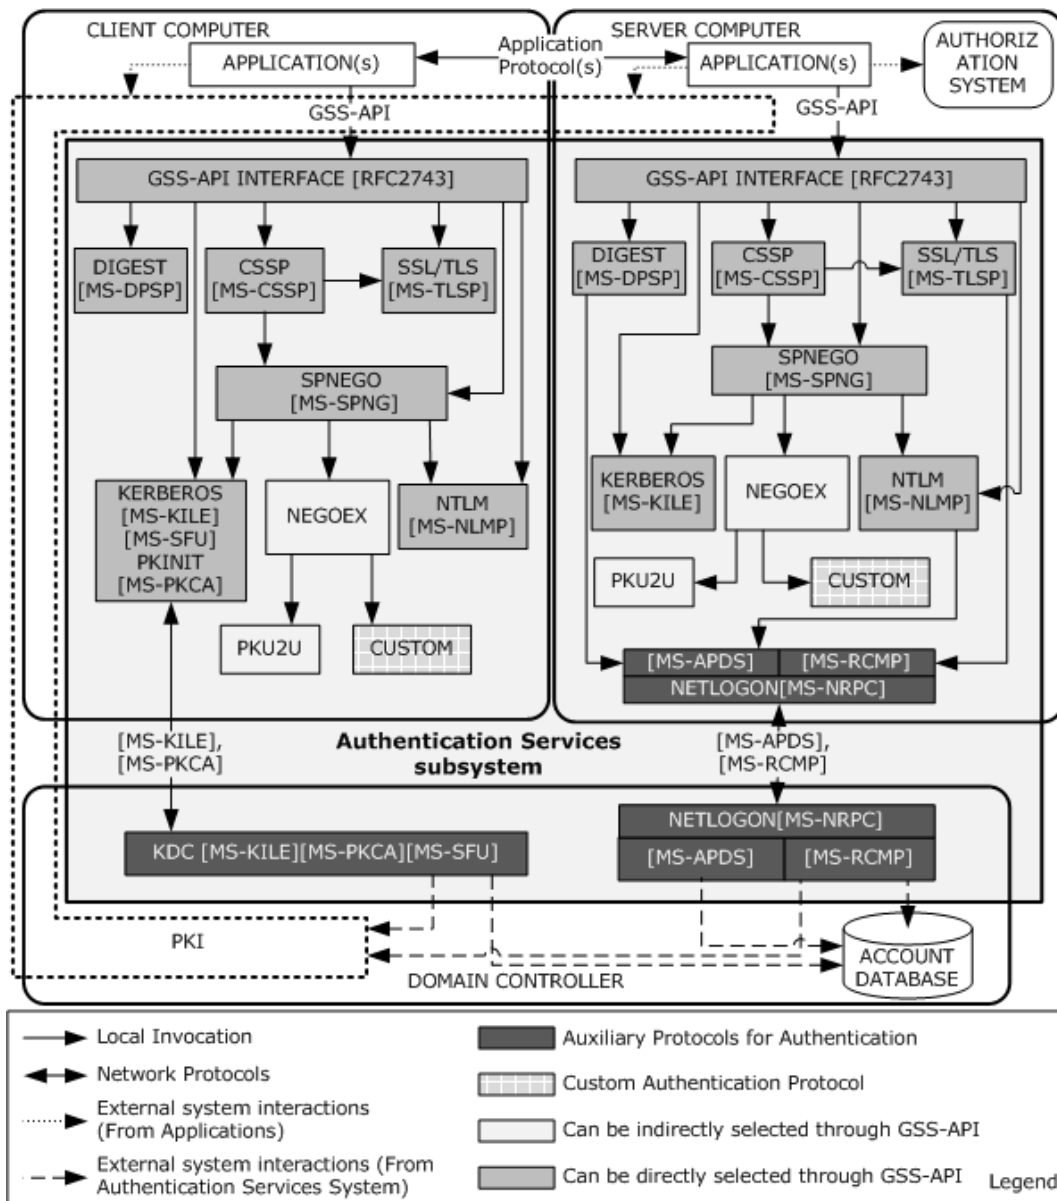 CLIENT COMPUTER
APPLICATION(s)
Application
Protocol(s)
SERVER COMPUTER
APPLICATION(s)
AUTHORIZ
ATION
SYSTEM
GSS-API
GSS-API
GSS-API INTERFACE [RFC2743]
GSS-API INTERFACE [RFC2743]
DIGEST
[MS-DPSP]
CSSP
[MS-CSSP]
SSL/TLS
[MS-TLSP]
DIGEST
[MS-DPSP]
CSSP
[MS-CSSP]
SSL/TLS
[MS-TLSP]
SPNEGO
[MS-SPNG]
SPNEGO
[MS-SPNG]
KERBEROS
[MS-KILE]
[MS-SFU]
PKINIT
[MS-PKCA]
NEGOEX
NTLM
[MS-NLMP]
KERBEROS
[MS-KILE]
NEGOEX
NTLM
[MS-NLMP]
PKU2U
CUSTOM
PKU2U
CUSTOM
[MS-APDS]
[MS-RCMP]
NETLOGON[MS-NRPC]
[MS-KILE],
[MS-PKCA]
Authentication Services
subsystem
[MS-APDS],
[MS-RCMP]
KDC [MS-KILE][MS-PKCA][MS-SFU]
NETLOGON[MS-NRPC]
[MS-APDS]
[MS-RCMP]
PKI
DOMAIN CONTROLLER
ACCOUNT
DATABASE
Local Invocation
Network Protocols
External system interactions
(From Applications)
External system interactions (From
Authentication Services System)
Auxiliary Protocols for Authentication
Custom Authentication Protocol
Can be indirectly selected through GSS-API
Can be directly selected through GSS-API
Legend